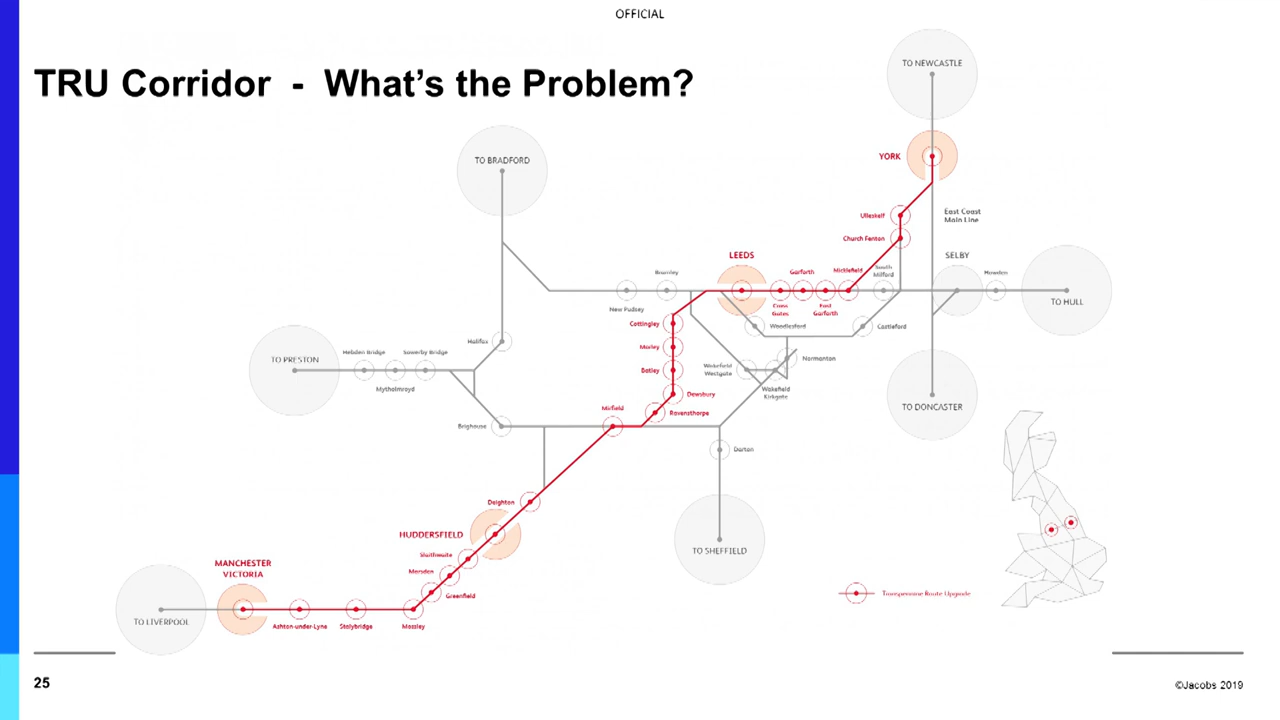 OFFICIAL
TRU Corridor - What's the Problem?
TO NEWCASTLE
YORK
TO BRADFORD
Ulleskelf
East Coast
Main Line
Church Fenton
LEEDS
SELBY
Bramley
Garforth
Micklefield
South
Milford
Howden
TO HULL
New Pudsey
Cross
Gates
East
Garforth
Cottingley
Woodlesford
Castleford
Halifax
Morley
TO PRESTON
Hebden Bridge
Sowerby Bridge
Mytholmroyd
Batley
Wakefield
Westgate
Normanton
Wakefield
Kirkgate
Dewsbury
TO DONCASTER
Mirfield
Ravensthorpe
Brighouse
Darton
Deighton
HUDDERSFIELD
TO SHEFFIELD
Slaithwaite
Marsden
Greenfield
MANCHESTER
VICTORIA
TO LIVERPOOL
Ashton-under-Lyne
Stalybridge
Mossley
Transpennine Route Upgrade
25
©Jacobs 2019